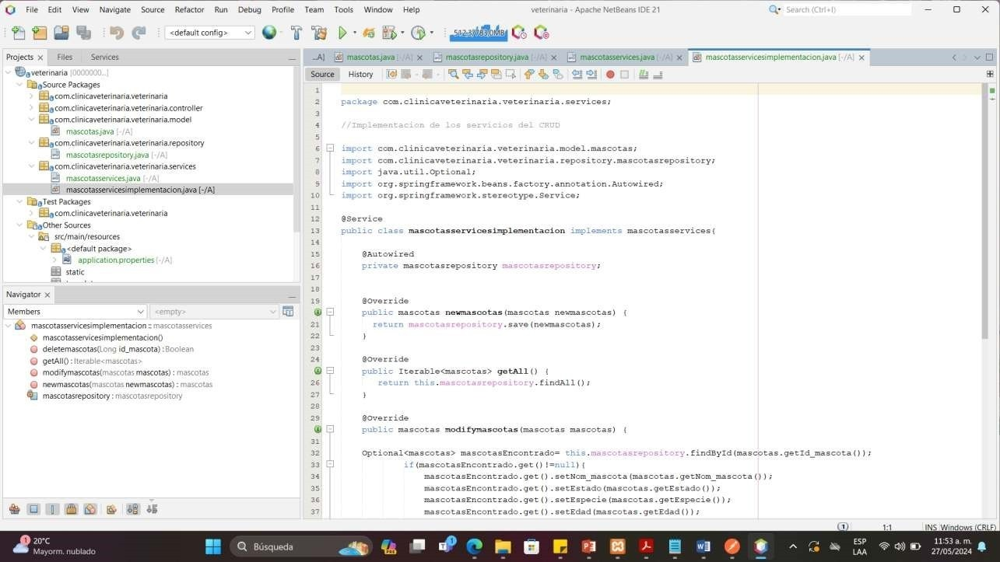 File Edit View Navigate Source Refactor Run Debug Profile Team Tools Window Help
veterinaria - Apache NetBeans IDE 21
Search (Ctrl+I)
<default config>
512.3/783.0MB
Projects Files Services
veterinaria [0000000...]
Source Packages
com.clinicaveterinaria.veterinaria
com.clinicaveterinaria.veterinaria.controller
com.clinicaveterinaria.veterinaria.model
mascotas.java [-/A]
com.clinicaveterinaria.veterinaria.repository
mascotasrepository.java [-/A]
com.clinicaveterinaria.veterinaria.services
mascotasservices.java [-/A]
mascotasservicesimplementacion.java [-/A]
Test Packages
com.clinicaveterinaria.veterinaria
Other Sources
src/main/resources
<default package>
application.properties [-/A]
static
Navigator
Members <empty>
mascotasservicesimplementacion :: mascotasservices
mascotasservicesimplementacion()
deletemascotas(Long id_mascota) : Boolean
getAll() : Iterable<mascotas>
modifymascotas(mascotas mascotas) : mascotas
newmascotas(mascotas newmascotas) : mascotas
mascotasrepository : mascotasrepository
...A] mascotas.java [-/A] mascotasrepository.java [-/A] mascotasservices.java [-/A] mascotasservicesimplementacion.java [-/A]
Source History
1
2 package com.clinicaveterinaria.veterinaria.services;
3
4 //Implementacion de los servicios del CRUD
5
6 import com.clinicaveterinaria.veterinaria.model.mascotas;
7 import com.clinicaveterinaria.veterinaria.repository.mascotasrepository;
8 import java.util.Optional;
9 import org.springframework.beans.factory.annotation.Autowired;
10 import org.springframework.stereotype.Service;
11
12 @Service
13 public class mascotasservicesimplementacion implements mascotasservices{
14
15 @Autowired
16 private mascotasrepository mascotasrepository;
17
18
19 @Override
public mascotas newmascotas(mascotas newmascotas) {
21 return mascotasrepository.save(newmascotas);
22 }
23
24 @Override
public Iterable<mascotas> getAll() {
26 return this.mascotasrepository.findAll();
27 }
28
29 @Override
public mascotas modifymascotas(mascotas mascotas) {
31
32 Optional<mascotas> mascotasEncontrado= this.mascotasrepository.findById(mascotas.getId_mascota());
33 if(mascotasEncontrado.get()!=null){
34 mascotasEncontrado.get().setNom_mascota(mascotas.getNom_mascota());
35 mascotasEncontrado.get().setEstado(mascotas.getEstado());
36 mascotasEncontrado.get().setEspecie(mascotas.getEspecie());
37 mascotasEncontrado.get().setEdad(mascotas.getEdad());
1 1:1 INS Windows (CRLF)
1
20°C
Mayorm. nublado
Búsqueda
PRE
1
ESP
LAA
11:53 a. m.
27/05/2024